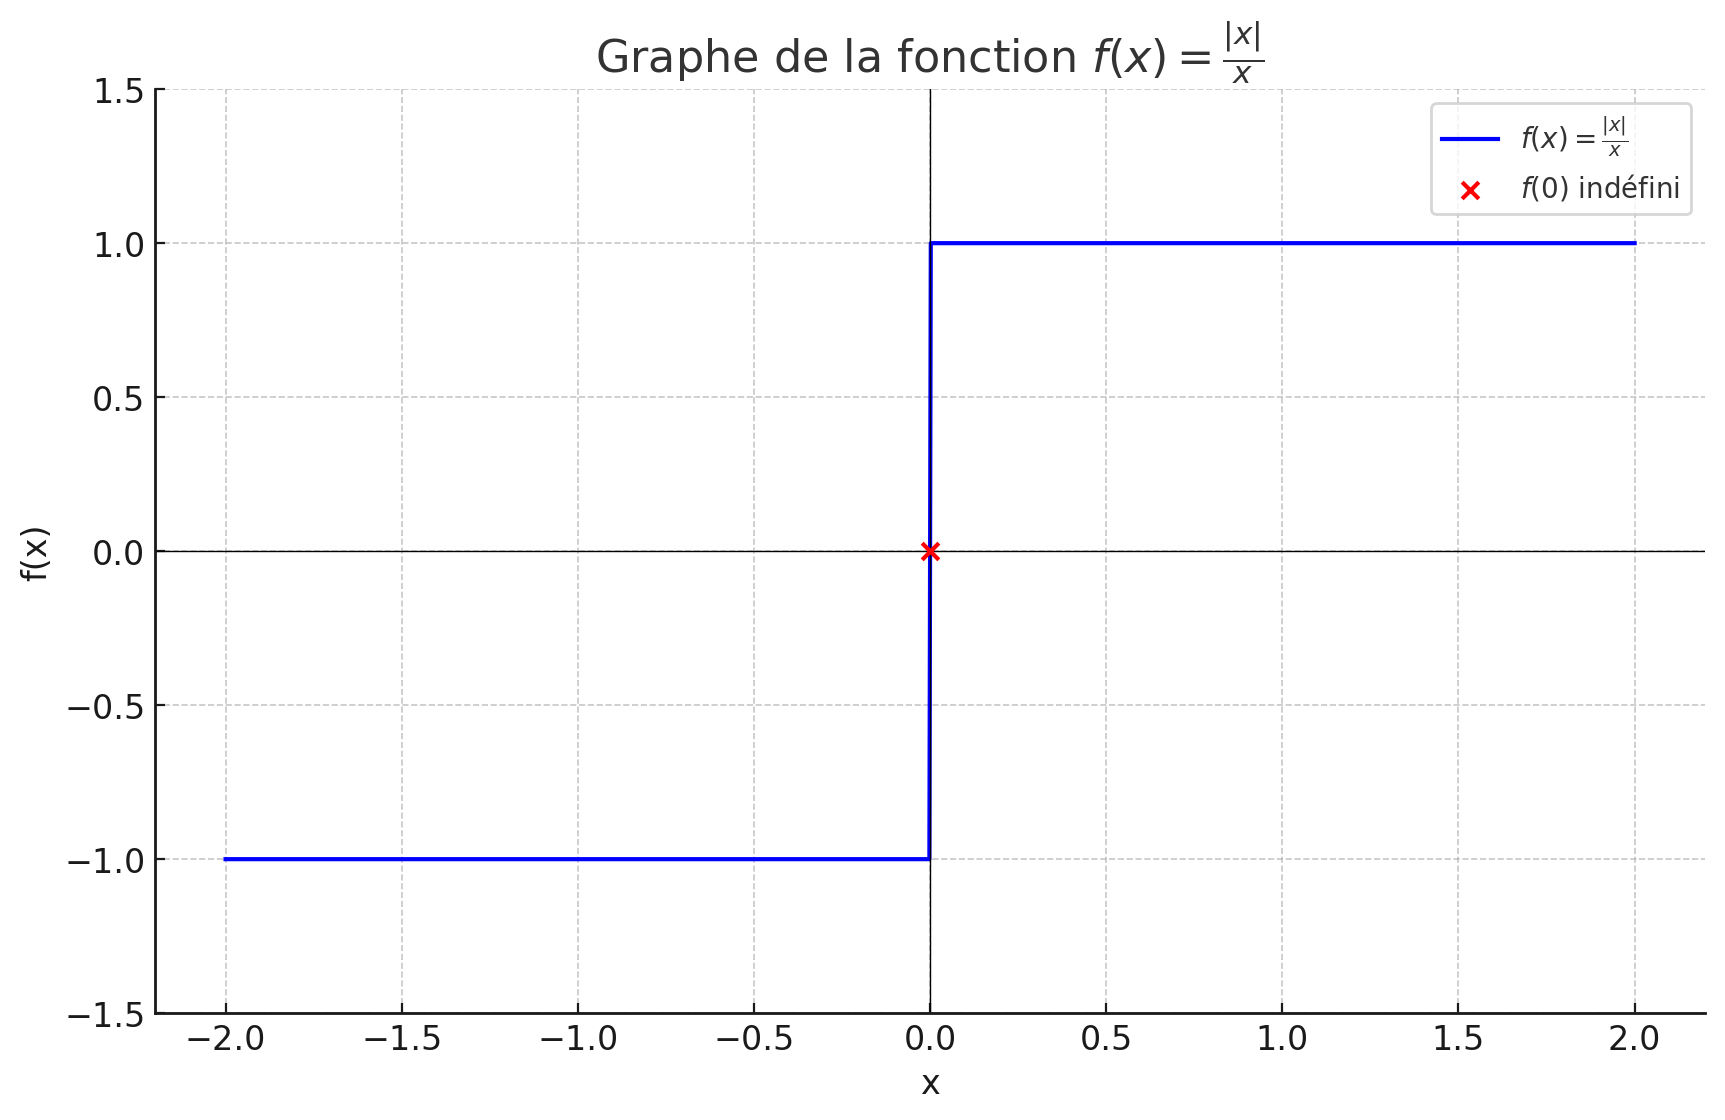 Graphe de la fonction f(x) = |x|/x
f(x) = |x|/x
f(0) indéfini
1.5
1.0
0.5
0.0
−0.5
−1.0
−1.5
f(x)
−2.0 −1.5 −1.0 −0.5 0.0 0.5 1.0 1.5 2.0
x